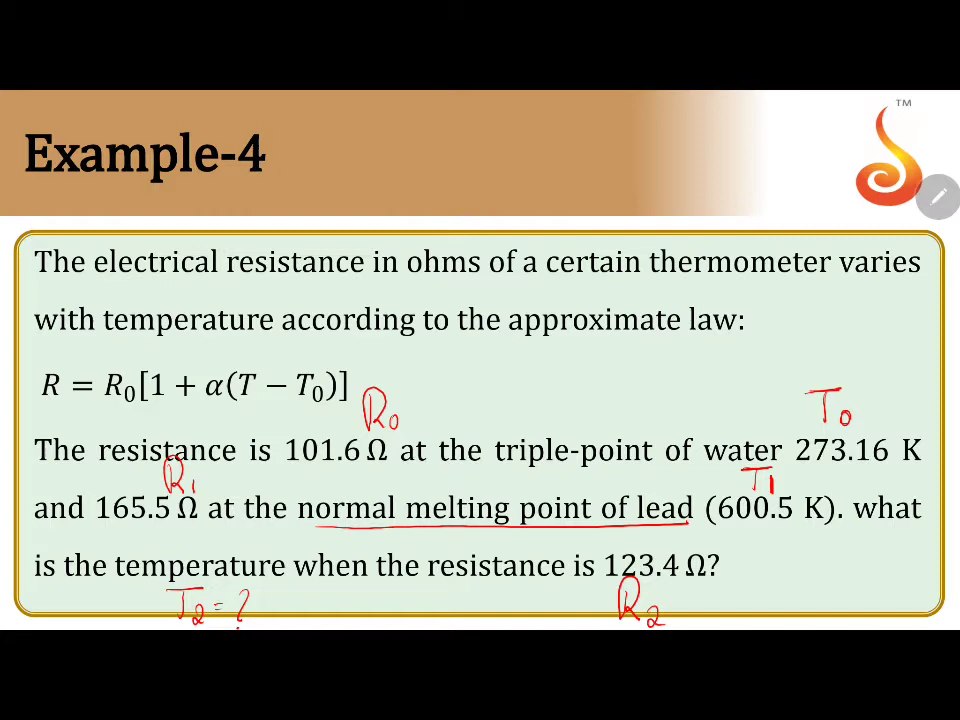 TM
Example-4
The electrical resistance in ohms of a certain thermometer varies
with temperature according to the approximate law:
R = R₀[1 + α(T − T₀)]
R₀ T₀
The resistance is 101.6 Ω at the triple-point of water 273.16 K
R₁ T₁
and 165.5 Ω at the normal melting point of lead (600.5 K). what
is the temperature when the resistance is 123.4 Ω?
T₂ = ? R₂